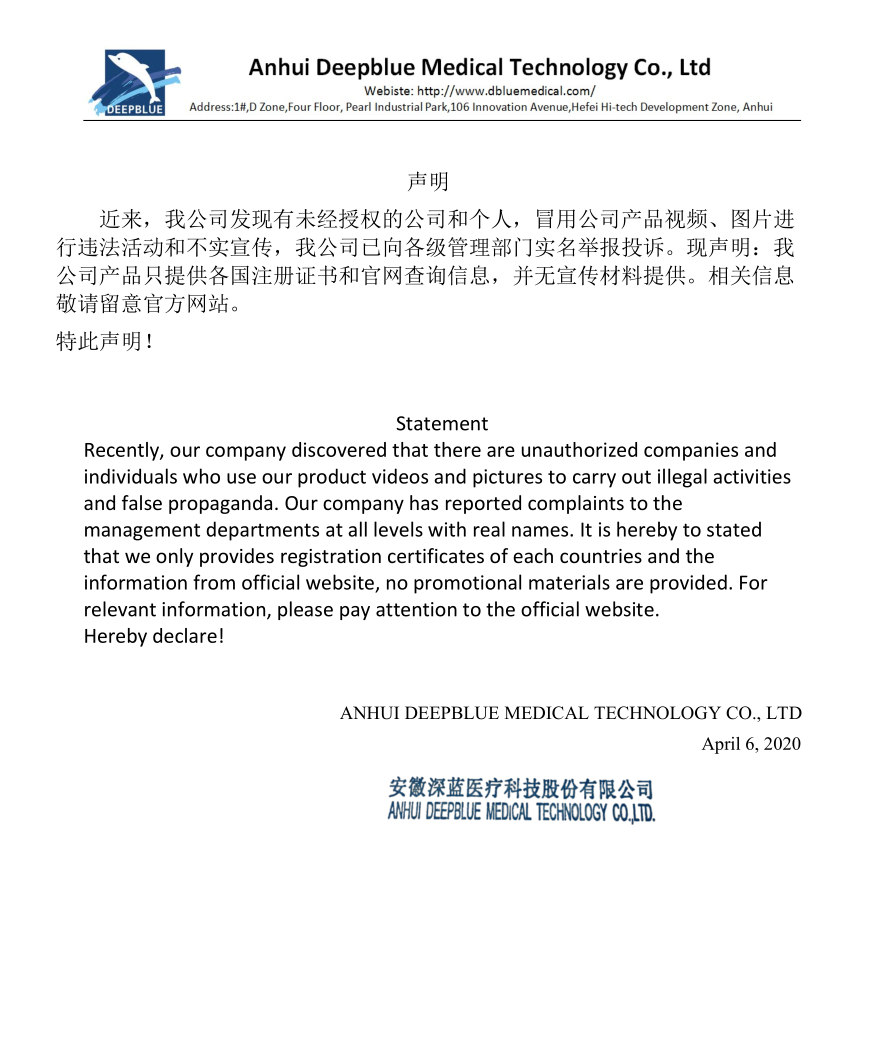 DEEPBLUE
Anhui Deepblue Medical Technology Co., Ltd
Webiste: http://www.dbluemedical.com/
Address:1#,D Zone,Four Floor, Pearl Industrial Park,106 Innovation Avenue,Hefei Hi-tech Development Zone, Anhui
声明
近来，我公司发现有未经授权的公司和个人，冒用公司产品视频、图片进
行违法活动和不实宣传，我公司已向各级管理部门实名举报投诉。现声明：我
公司产品只提供各国注册证书和官网查询信息，并无宣传材料提供。相关信息
敬请留意官方网站。
特此声明！
Statement
Recently, our company discovered that there are unauthorized companies and
individuals who use our product videos and pictures to carry out illegal activities
and false propaganda. Our company has reported complaints to the
management departments at all levels with real names. It is hereby to stated
that we only provides registration certificates of each countries and the
information from official website, no promotional materials are provided. For
relevant information, please pay attention to the official website.
Hereby declare!
ANHUI DEEPBLUE MEDICAL TECHNOLOGY CO., LTD
April 6, 2020
安徽深蓝医疗科技股份有限公司
ANHUI DEEPBLUE MEDICAL TECHNOLOGY CO.,LTD.